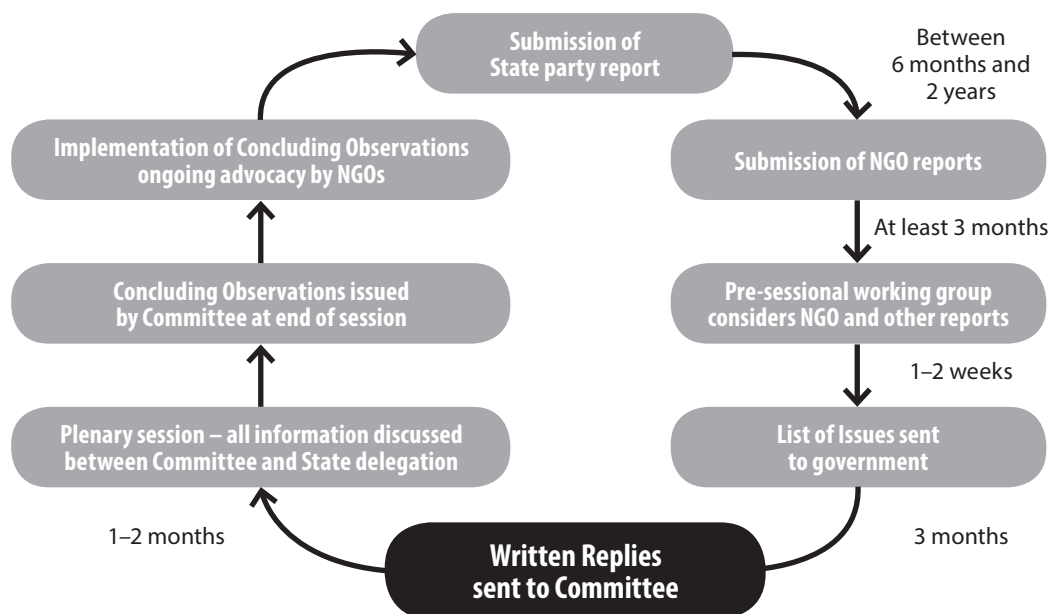 Submission of
State party report
Between
6 months and
2 years
Submission of NGO reports
At least 3 months
Pre-sessional working group
considers NGO and other reports
1–2 weeks
List of Issues sent
to government
3 months
Written Replies
sent to Committee
1–2 months
Plenary session – all information discussed
between Committee and State delegation
Concluding Observations issued
by Committee at end of session
Implementation of Concluding Observations
ongoing advocacy by NGOs